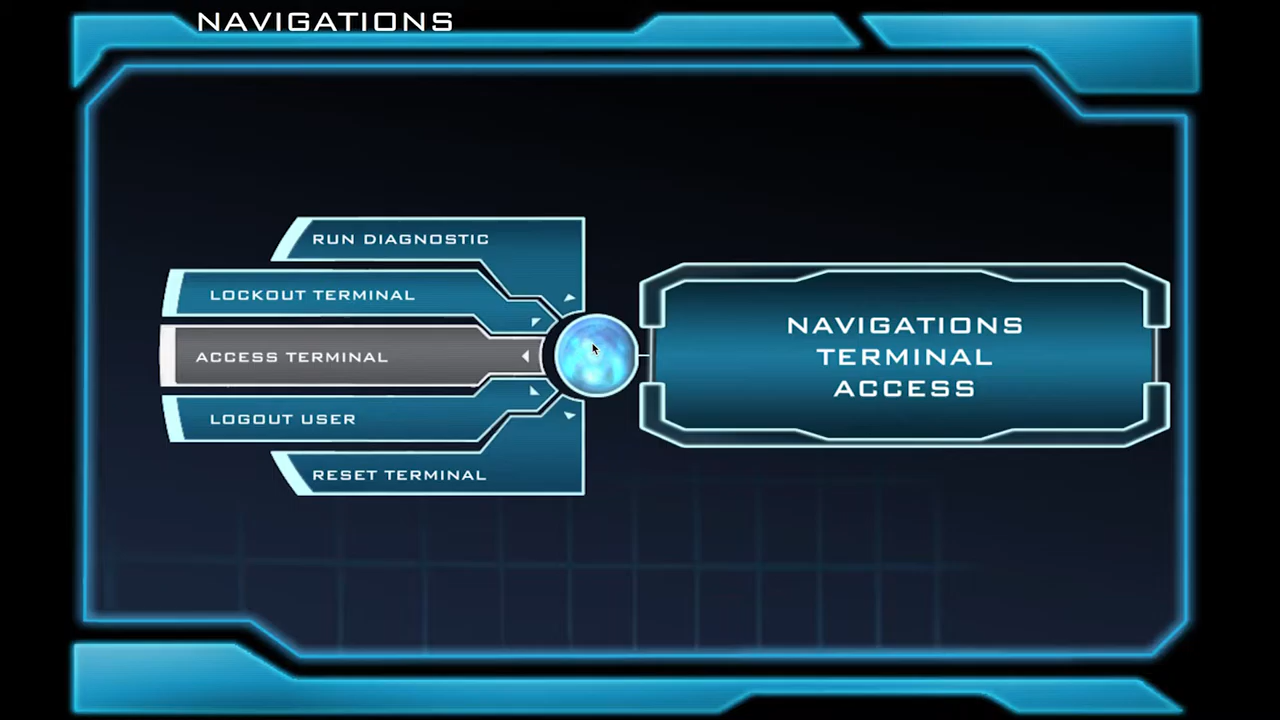 NAVIGATIONS
RUN DIAGNOSTIC
LOCKOUT TERMINAL
ACCESS TERMINAL
LOGOUT USER
RESET TERMINAL
NAVIGATIONS
TERMINAL
ACCESS